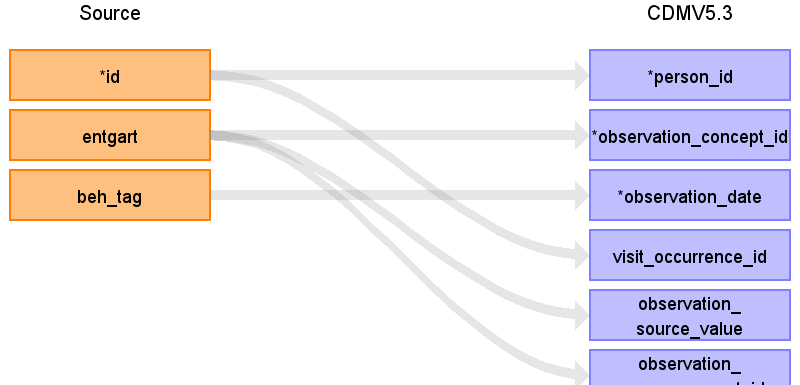 Source
CDMV5.3
*id
*person_id
entgart
*observation_concept_id
beh_tag
*observation_date
visit_occurrence_id
observation_
source_value
observation_